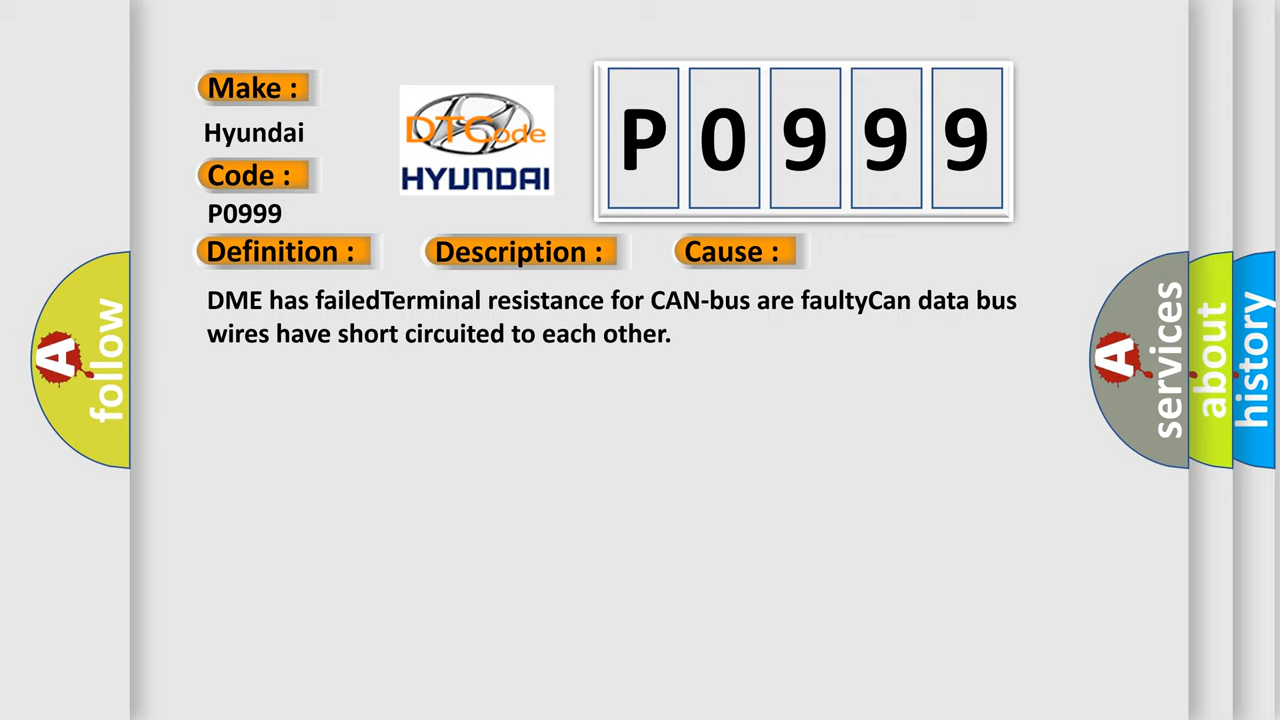 Make :
Hyundai
Code :
P0999
DTCode
HYUNDAI
P0999
Definition :
Description :
Cause :
DME has failedTerminal resistance for CAN-bus are faultyCan data bus
wires have short circuited to each other.
A
follow
A
services
about
history